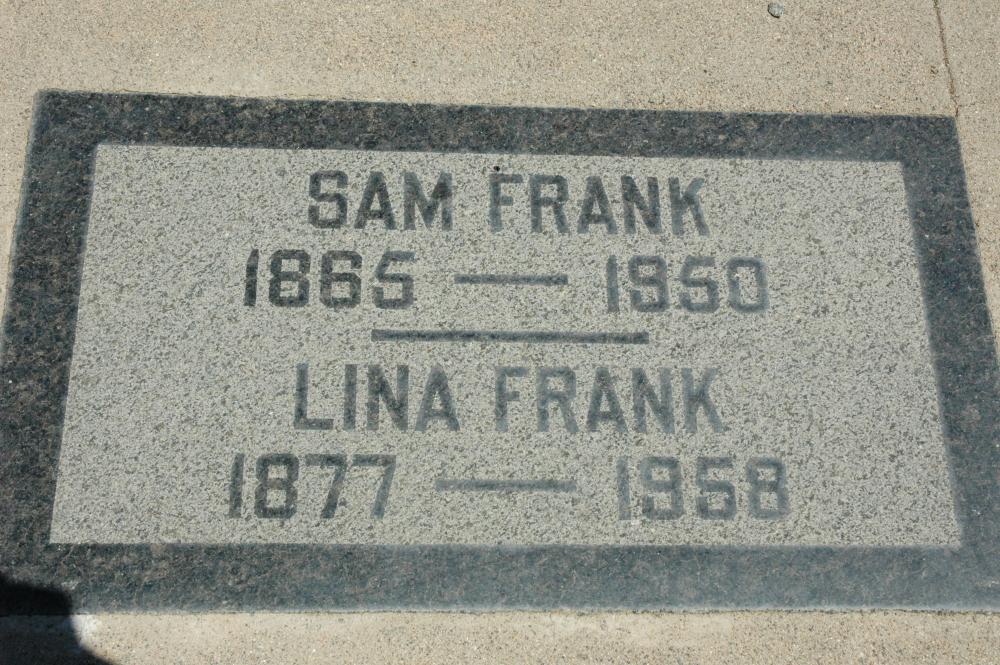 SAM FRANK
1865 — 1950
LINA FRANK
1877 — 1958